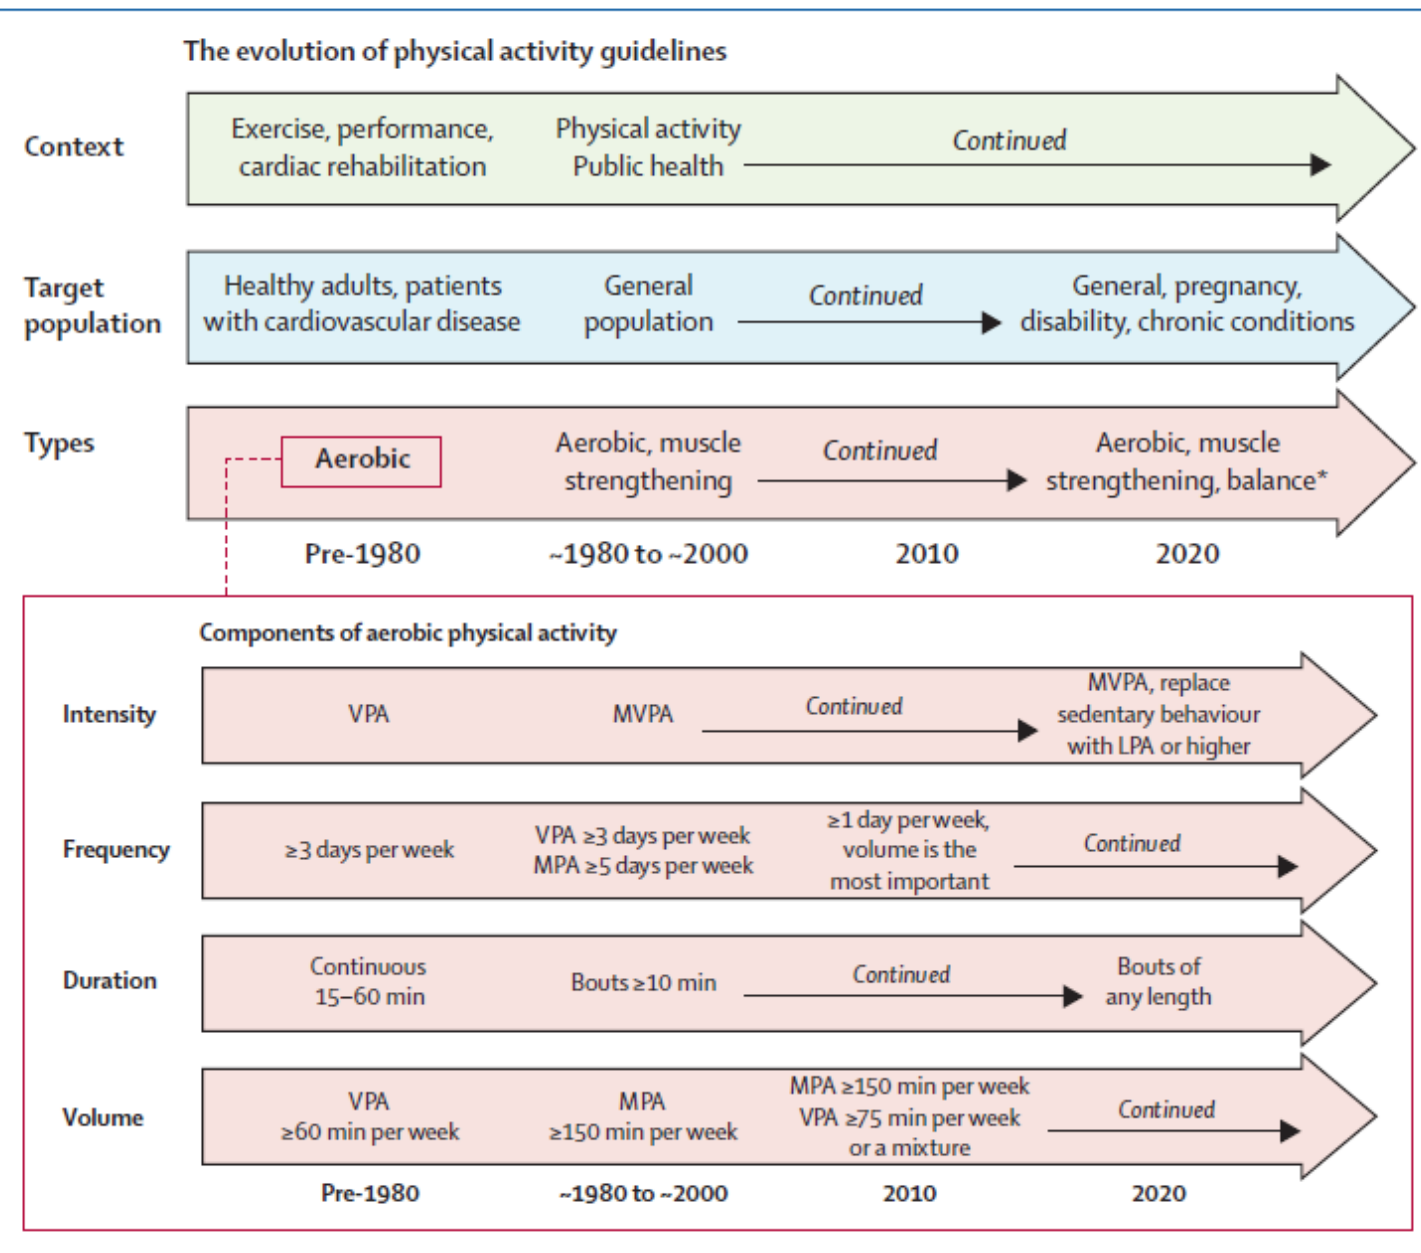 The evolution of physical activity guidelines
Context
Exercise, performance,
cardiac rehabilitation
Physical activity
Public health
Continued
Target
population
Healthy adults, patients
with cardiovascular disease
General
population
Continued
General, pregnancy,
disability, chronic conditions
Types
Aerobic
Aerobic, muscle
strengthening
Continued
Aerobic, muscle
strengthening, balance*
Pre-1980
~1980 to ~2000
2010
2020
Components of aerobic physical activity
Intensity
VPA
MVPA
Continued
MVPA, replace
sedentary behaviour
with LPA or higher
Frequency
≥3 days per week
VPA ≥3 days per week
MPA ≥5 days per week
≥1 day per week,
volume is the
most important
Continued
Duration
Continuous
15–60 min
Bouts ≥10 min
Continued
Bouts of
any length
Volume
VPA
≥60 min per week
MPA
≥150 min per week
MPA ≥150 min per week
VPA ≥75 min per week
or a mixture
Continued
Pre-1980
~1980 to ~2000
2010
2020